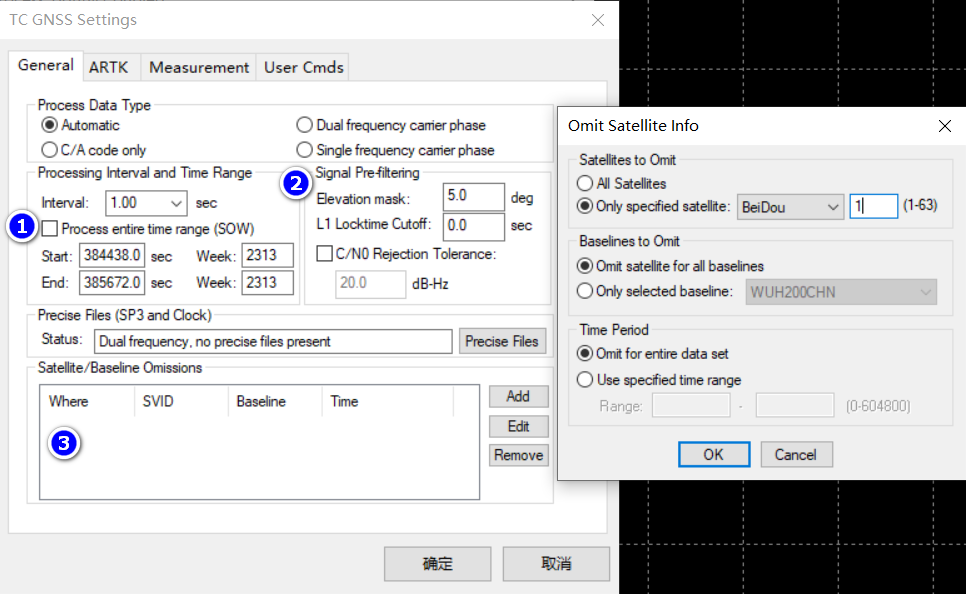 TC GNSS Settings
General
ARTK
Measurement
User Cmds
Process Data Type
Automatic
Dual frequency carrier phase
C/A code only
Single frequency carrier phase
Processing Interval and Time Range
Interval: 1.00 sec
1
Process entire time range (SOW)
Start: 384438.0 sec Week: 2313
End: 385672.0 sec Week: 2313
2
Signal Pre-filtering
Elevation mask: 5.0 deg
L1 Locktime Cutoff: 0.0 sec
C/N0 Rejection Tolerance:
20.0 dB-Hz
Precise Files (SP3 and Clock)
Status: Dual frequency, no precise files present Precise Files
Satellite/Baseline Omissions
Where SVID Baseline Time
3
Add
Edit
Remove
确定 取消
Omit Satellite Info
Satellites to Omit
All Satellites
Only specified satellite: BeiDou 1 (1-63)
Baselines to Omit
Omit satellite for all baselines
Only selected baseline: WUH200CHN
Time Period
Omit for entire data set
Use specified time range
Range: - (0-604800)
OK Cancel